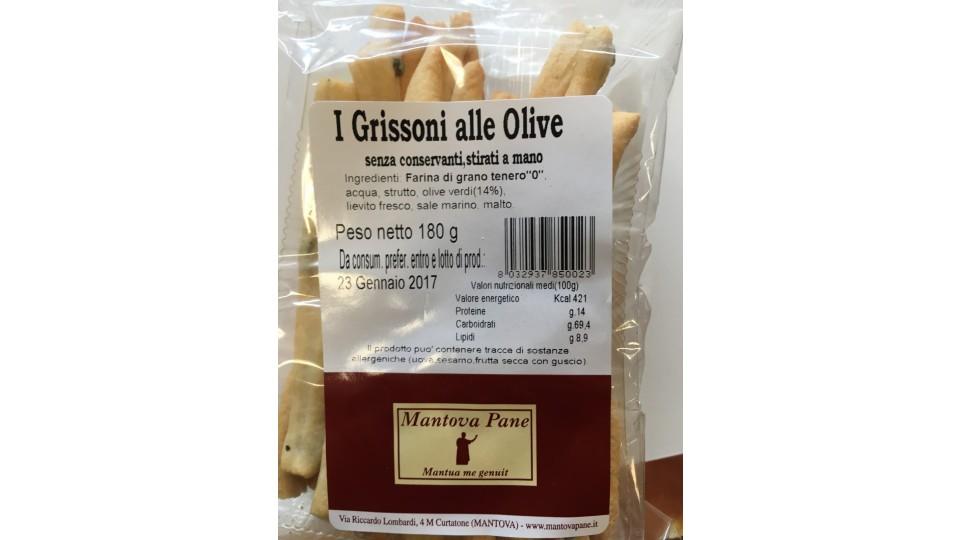 I Grissoni alle Olive
senza conservanti,stirati a mano
Ingredienti: Farina di grano tenero"0".
acqua, strutto, olive verdi(14%),
lievito fresco, sale marino, malto.
Peso netto 180 g
Da consum. prefer. entro e lotto di prod.:
23 Gennaio 2017
8 032937 850023
Valori nutrizionali medi(100g)
Valore energetico Kcal 421
Proteine g.14
Carboidrati g.69,4
Lipidi g 8,9
Il prodotto puo' contenere tracce di sostanze
allergeniche (uova,sesamo,frutta secca con guscio)
Mantova Pane
Mantua me genuit
Via Riccardo Lombardi, 4 M Curtatone (MANTOVA) - www.mantovapane.it